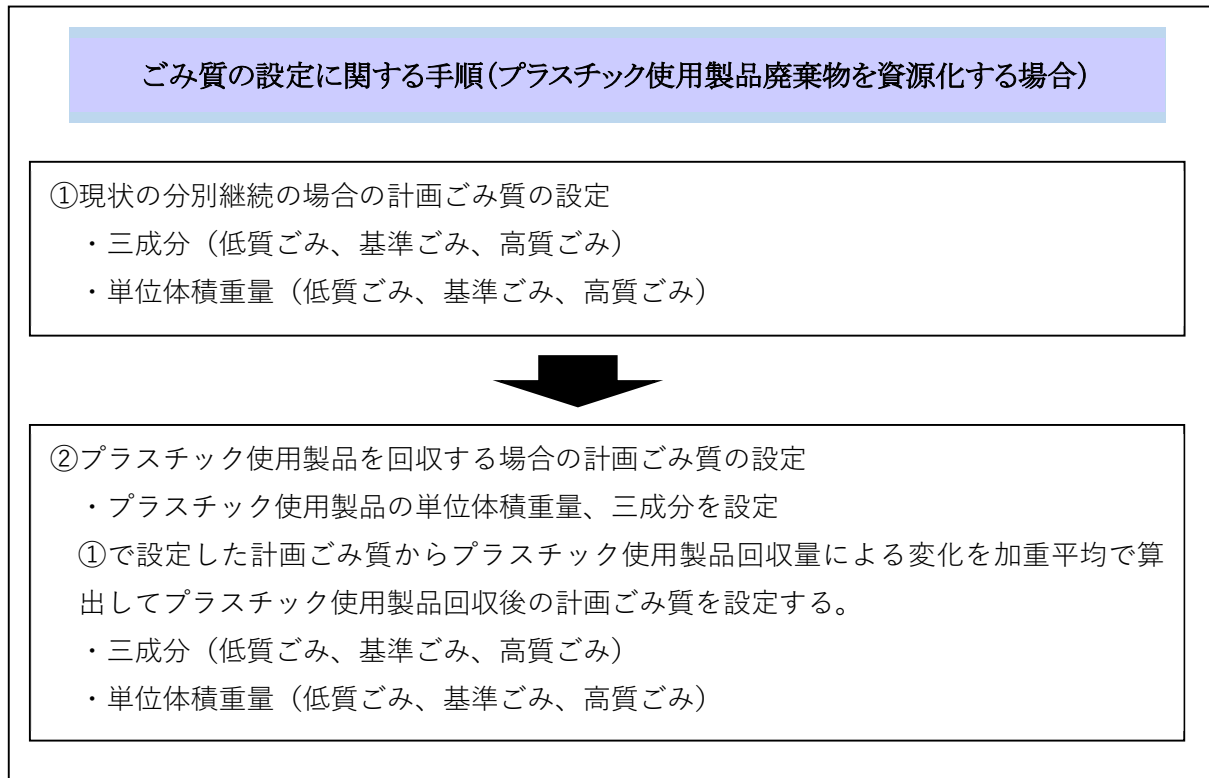 ごみ質の設定に関する手順(プラスチック使用製品廃棄物を資源化する場合)
①現状の分別継続の場合の計画ごみ質の設定
・三成分（低質ごみ、基準ごみ、高質ごみ）
・単位体積重量（低質ごみ、基準ごみ、高質ごみ）
②プラスチック使用製品を回収する場合の計画ごみ質の設定
・プラスチック使用製品の単位体積重量、三成分を設定
①で設定した計画ごみ質からプラスチック使用製品回収量による変化を加重平均で算
出してプラスチック使用製品回収後の計画ごみ質を設定する。
・三成分（低質ごみ、基準ごみ、高質ごみ）
・単位体積重量（低質ごみ、基準ごみ、高質ごみ）